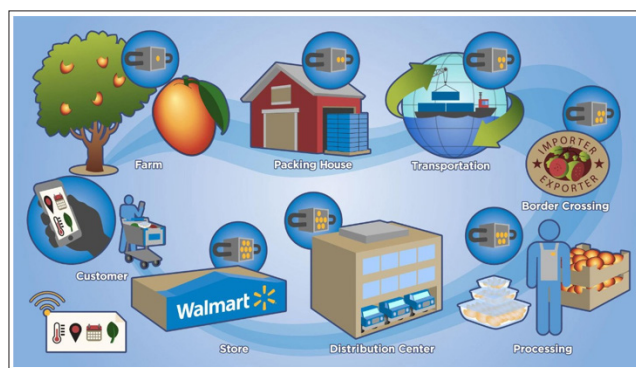 Farm
Packing House
Transportation
IMPORTER
EXPORTER
Border Crossing
Customer
Walmart
Store
Distribution Center
Processing